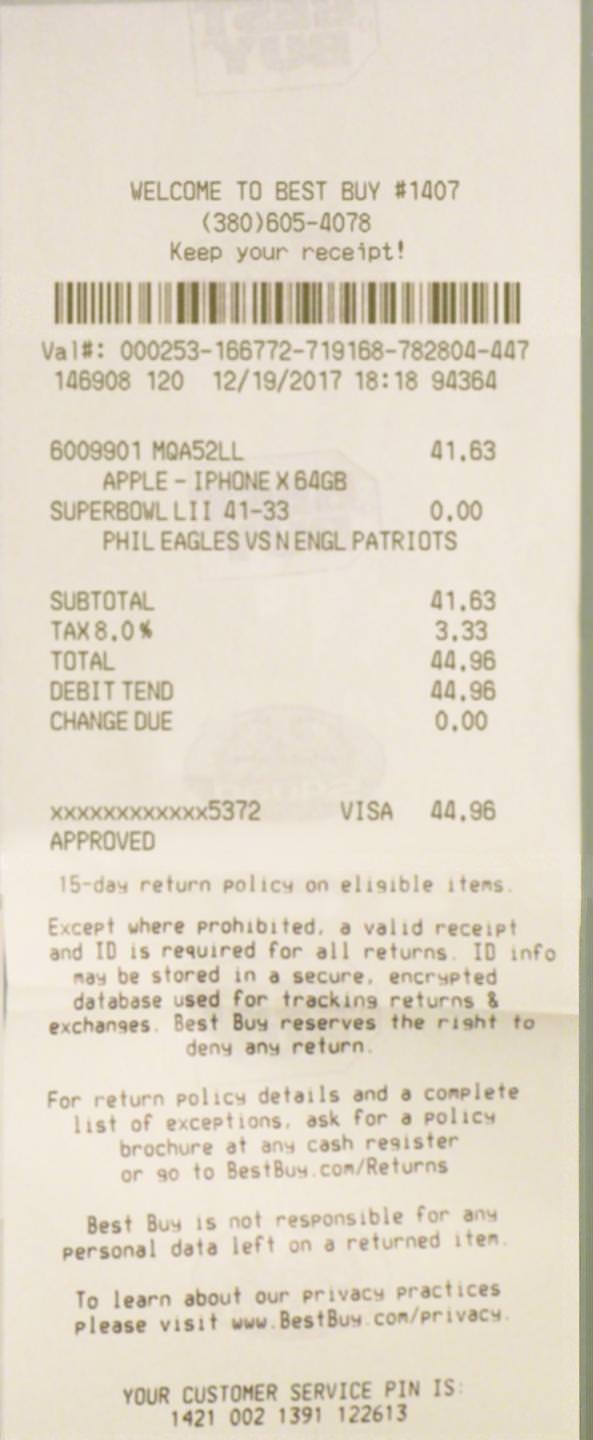 WELCOME TO BEST BUY #1407
(380)605-4078
Keep your receipt!
Val#: 000253-166772-719168-782804-447
146908 120 12/19/2017 18:18 94364
6009901 MQA52LL 41.63
APPLE - IPHONE X 64GB
SUPERBOWL LII 41-33 0.00
PHIL EAGLES VS N ENGL PATRIOTS
SUBTOTAL 41.63
TAX 8.0% 3.33
TOTAL 44.96
DEBIT TEND 44.96
CHANGE DUE 0.00
xxxxxxxxxxxx5372 VISA 44.96
APPROVED
15-day return policy on eligible items.
Except where prohibited, a valid receipt
and ID is required for all returns. ID info
may be stored in a secure, encrypted
database used for tracking returns &
exchanges. Best Buy reserves the right to
deny any return.
For return policy details and a complete
list of exceptions, ask for a policy
brochure at any cash register
or go to BestBuy.com/Returns
Best Buy is not responsible for any
personal data left on a returned item.
To learn about our privacy practices
please visit www.BestBuy.com/privacy.
YOUR CUSTOMER SERVICE PIN IS:
1421 002 1391 122613